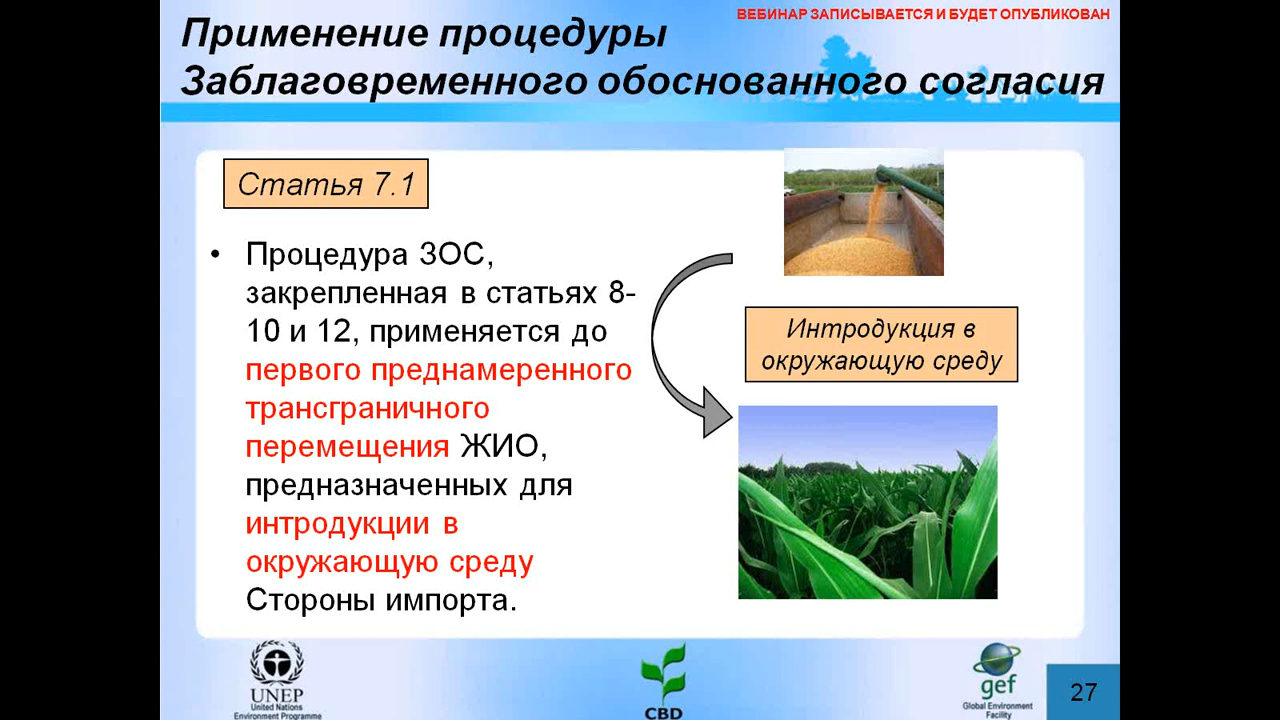 ВЕБИНАР ЗАПИСЫВАЕТСЯ И БУДЕТ ОПУБЛИКОВАН
Применение процедуры
Заблаговременного обоснованного согласия
Статья 7.1
• Процедура ЗОС,
закрепленная в статьях 8-
10 и 12, применяется до
первого преднамеренного
трансграничного
перемещения ЖИО,
предназначенных для
интродукции в
окружающую среду
Стороны импорта.
Интродукция в
окружающую среду
UNEP
United Nations
Environment Programme
CBD
gef
Global Environment
Facility
27